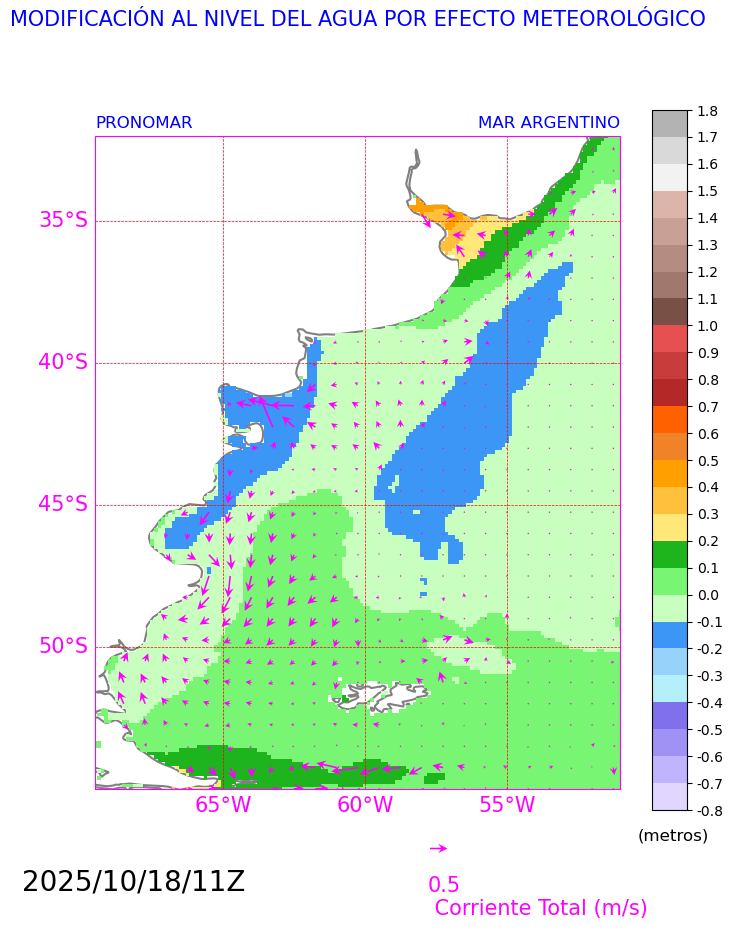 MODIFICACIÓN AL NIVEL DEL AGUA POR EFECTO METEOROLÓGICO
PRONOMAR MAR ARGENTINO
35°S
40°S
45°S
50°S
65°W 60°W 55°W
1.8
1.7
1.6
1.5
1.4
1.3
1.2
1.1
1.0
0.9
0.8
0.7
0.6
0.5
0.4
0.3
0.2
0.1
0.0
-0.1
-0.2
-0.3
-0.4
-0.5
-0.6
-0.7
-0.8
(metros)
2025/10/18/11Z
0.5
Corriente Total (m/s)